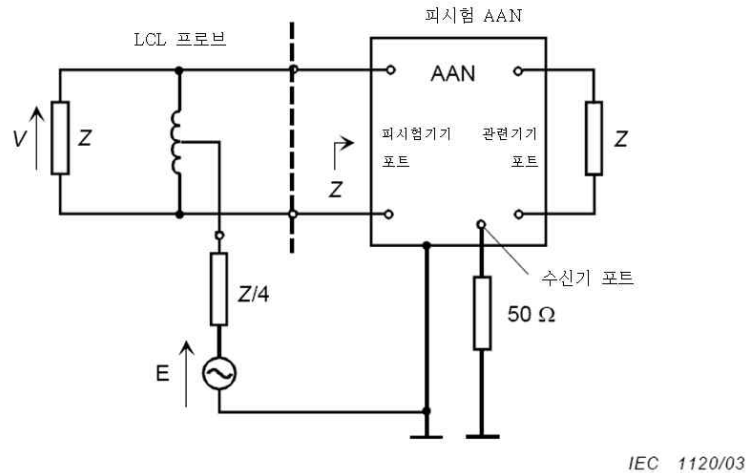 피시험 AAN
LCL 프로브
AAN
V
Z
피시험기기
포트
관련기기
포트
Z
Z
수신기 포트
Z/4
50 Ω
E
IEC 1120/03